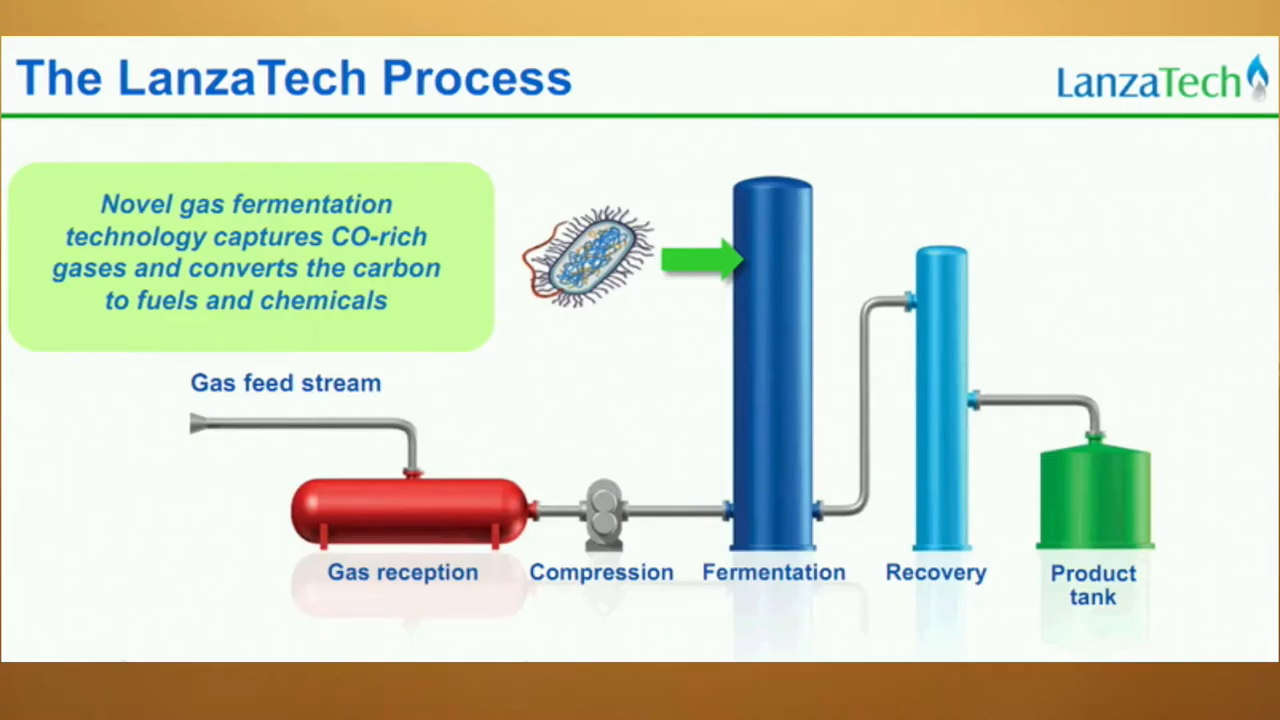 The LanzaTech Process
LanzaTech
Novel gas fermentation
technology captures CO-rich
gases and converts the carbon
to fuels and chemicals
Gas feed stream
Gas reception
Compression
Fermentation
Recovery
Product
tank